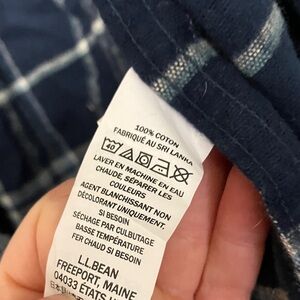 100% COTON
FABRIQUÉ AU SRI LANKA
40
LAVER EN MACHINE EN EAU
CHAUDE, SÉPARER LES
COULEURS
AGENT BLANCHISSANT NON
DÉCOLORANT UNIQUEMENT.
SI BESOIN
SÉCHAGE PAR CULBUTAGE
BASSE TEMPÉRATURE
FER CHAUD SI BESOIN
L.L.BEAN
FREEPORT, MAINE
04033 ÉTATS